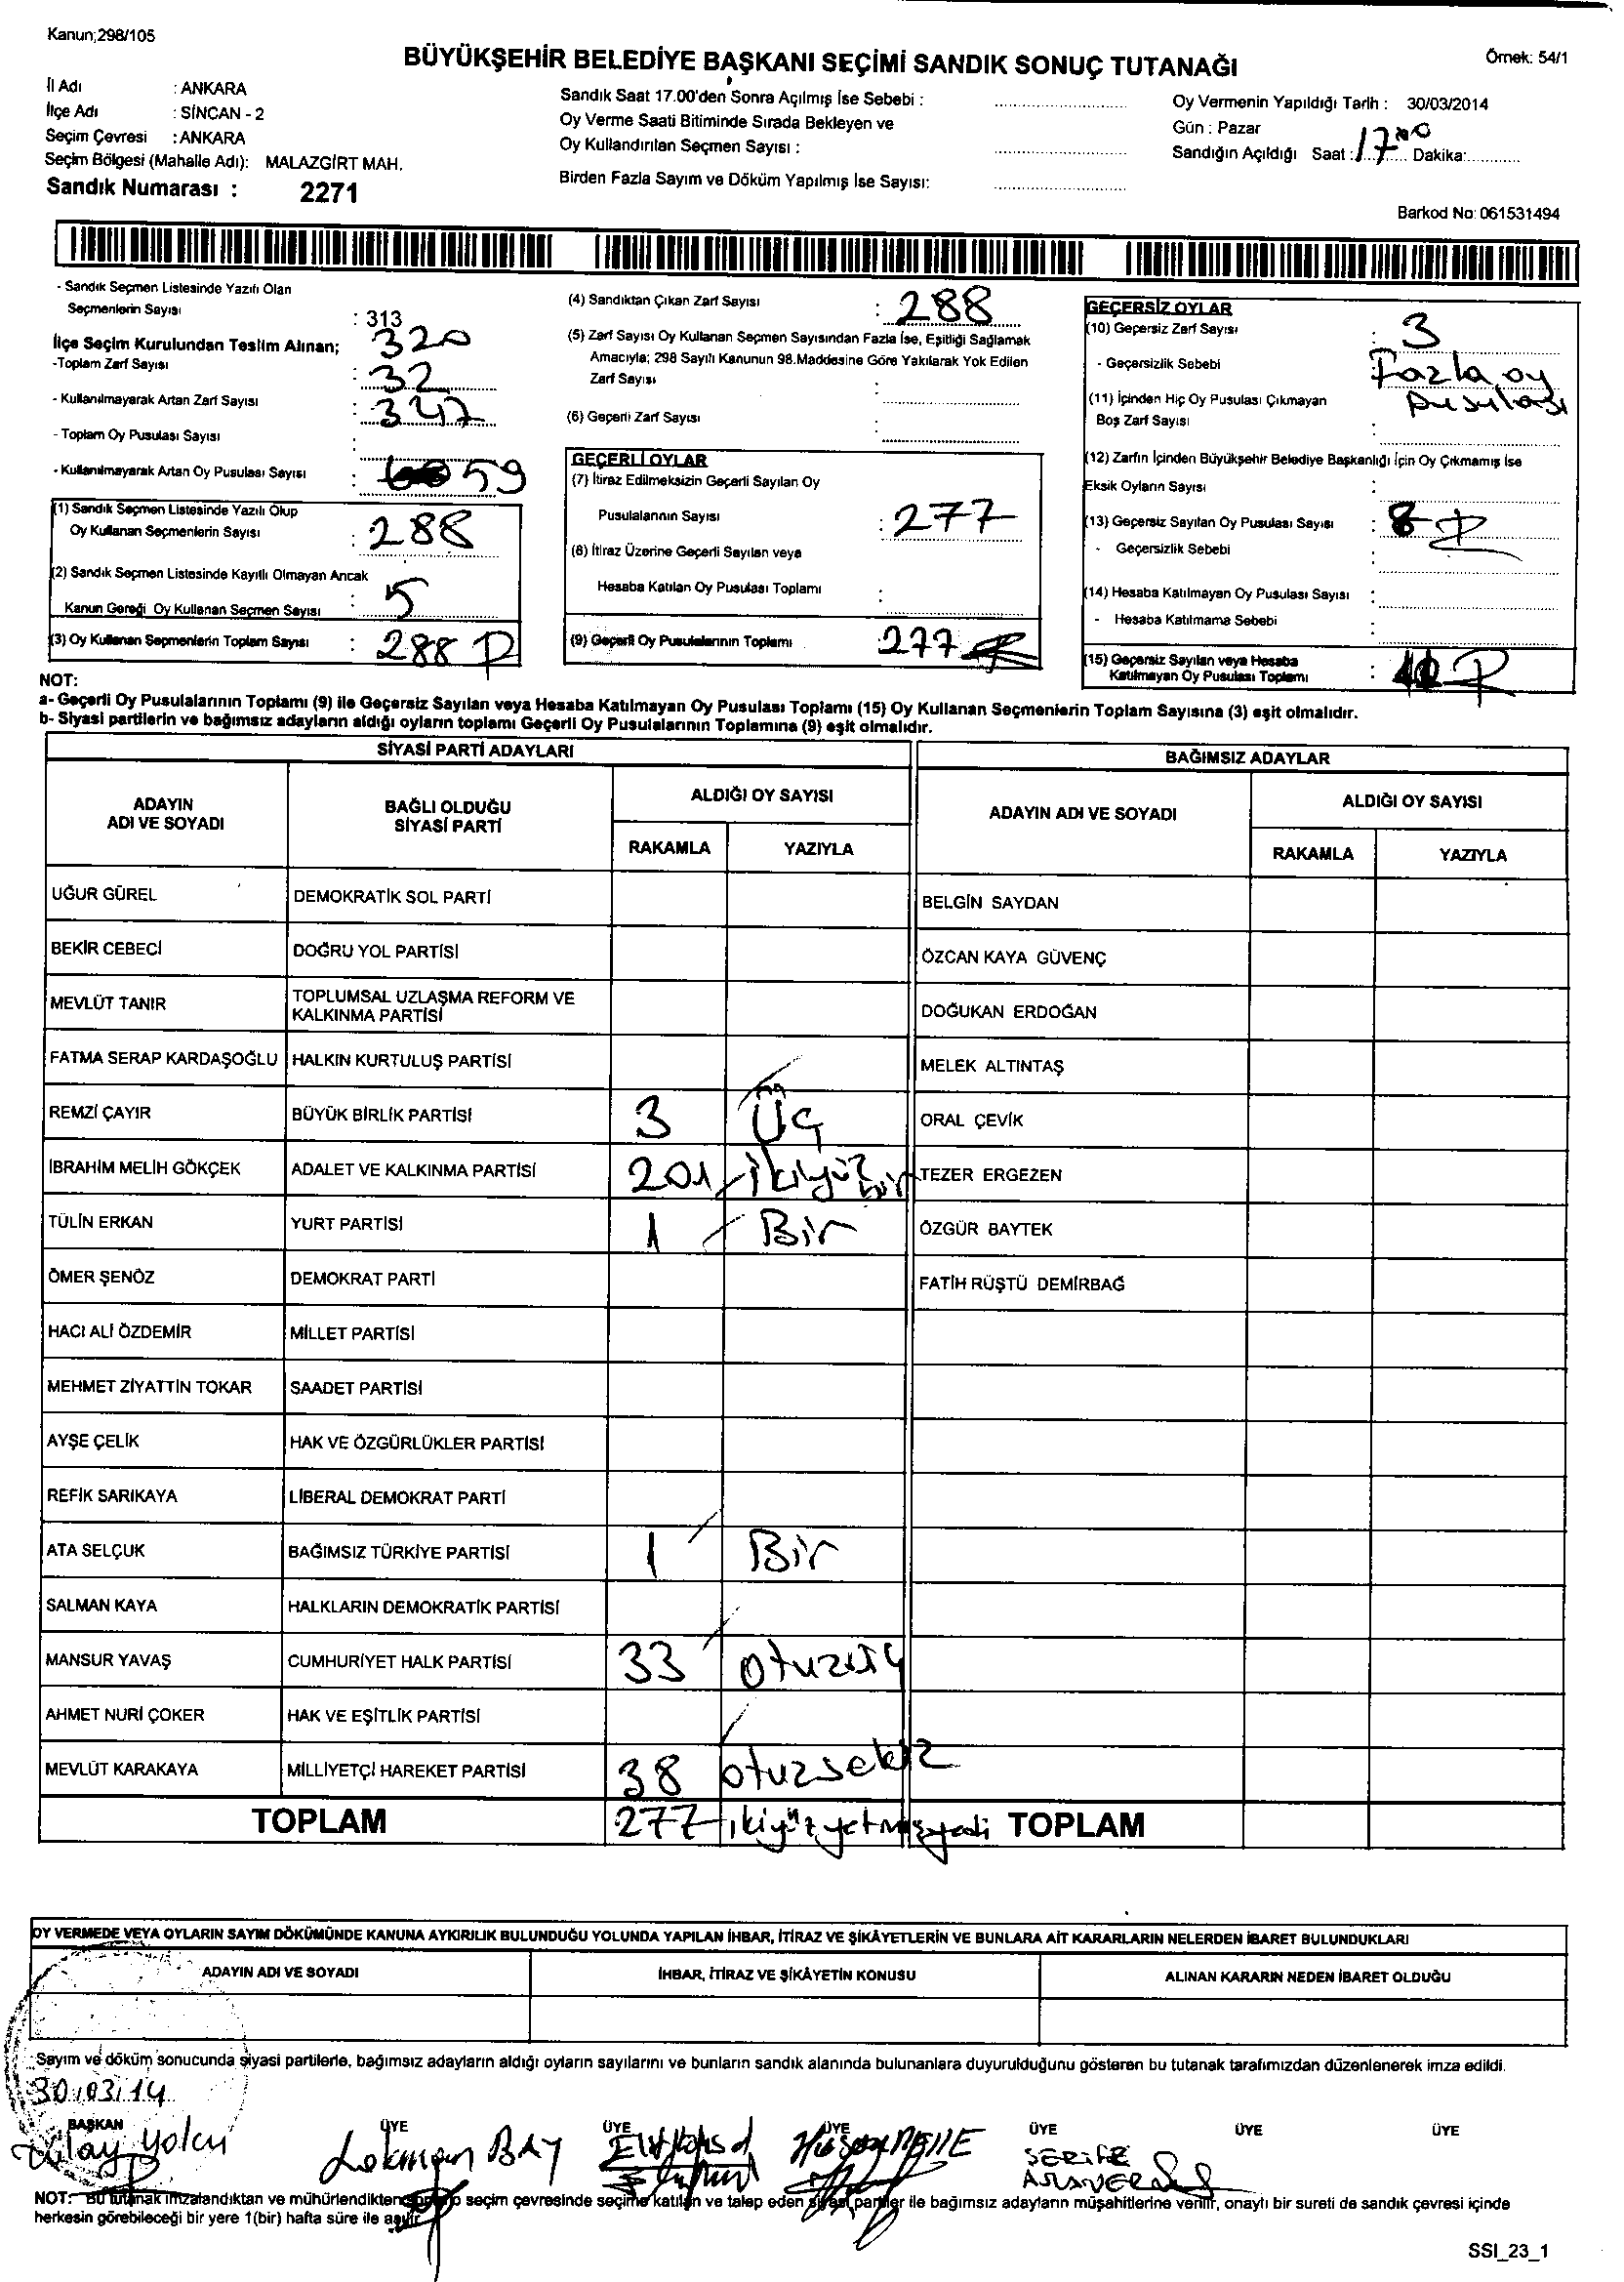 Kanun;298/105
BÜYÜKŞEHİR BELEDİYE BAŞKANI SEÇİMİ SANDIK SONUÇ TUTANAĞI
Örnek: 54/1
İl Adı : ANKARA
İlçe Adı : SİNCAN - 2
Seçim Çevresi : ANKARA
Seçim Bölgesi (Mahalle Adı): MALAZGİRT MAH.
Sandık Numarası : 2271
Sandık Saat 17.00'den Sonra Açılmış İse Sebebi :
Oy Verme Saati Bitiminde Sırada Bekleyen ve
Oy Kullandırılan Seçmen Sayısı :
Birden Fazla Sayım ve Döküm Yapılmış İse Sayısı:
Oy Vermenin Yapıldığı Tarih : 30/03/2014
Gün : Pazar
Sandığın Açıldığı Saat : 17 00 Dakika:
Barkod No: 061531494
- Sandık Seçmen Listesinde Yazılı Olan
Seçmenlerin Sayısı : 313
İlçe Seçim Kurulundan Teslim Alınan; 320
-Toplam Zarf Sayısı : 32
- Kullanılmayarak Artan Zarf Sayısı : 347
- Toplam Oy Pusulası Sayısı :
- Kullanılmayarak Artan Oy Pusulası Sayısı : 59
(1) Sandık Seçmen Listesinde Yazılı Olup
Oy Kullanan Seçmenlerin Sayısı : 288
(2) Sandık Seçmen Listesinde Kayıtlı Olmayan Ancak
Kanun Gereği Oy Kullanan Seçmen Sayısı : 5
(3) Oy Kullanan Seçmenlerin Toplam Sayısı : 288
(4) Sandıktan Çıkan Zarf Sayısı : 288
(5) Zarf Sayısı Oy Kullanan Seçmen Sayısından Fazla İse, Eşitliği Sağlamak
Amacıyla; 298 Sayılı Kanunun 98.Maddesine Göre Yakılarak Yok Edilen
Zarf Sayısı :
(6) Geçerli Zarf Sayısı :
GEÇERLİ OYLAR
(7) İtiraz Edilmeksizin Geçerli Sayılan Oy
Pusulalarının Sayısı : 277
(8) İtiraz Üzerine Geçerli Sayılan veya
Hesaba Katılan Oy Pusulası Toplamı :
(9) Geçerli Oy Pusulalarının Toplamı : 277
GEÇERSİZ OYLAR
(10) Geçersiz Zarf Sayısı : 3
- Geçersizlik Sebebi : Fazla oy
pusulası
(11) İçinden Hiç Oy Pusulası Çıkmayan
Boş Zarf Sayısı :
(12) Zarfın İçinden Büyükşehir Belediye Başkanlığı İçin Oy Çıkmamış İse
Eksik Oyların Sayısı :
(13) Geçersiz Sayılan Oy Pusulası Sayısı : 8
- Geçersizlik Sebebi :
(14) Hesaba Katılmayan Oy Pusulası Sayısı :
- Hesaba Katılmama Sebebi :
(15) Geçersiz Sayılan veya Hesaba
Katılmayan Oy Pusulası Toplamı :
NOT:
a- Geçerli Oy Pusulalarının Toplamı (9) ile Geçersiz Sayılan veya Hesaba Katılmayan Oy Pusulası Toplamı (15) Oy Kullanan Seçmenlerin Toplam Sayısına (3) eşit olmalıdır.
b- Siyasi partilerin ve bağımsız adayların aldığı oyların toplamı Geçerli Oy Pusulalarının Toplamına (9) eşit olmalıdır.
SİYASİ PARTİ ADAYLARI
BAĞIMSIZ ADAYLAR
ADAYIN ADI VE SOYADI
BAĞLI OLDUĞU SİYASİ PARTİ
ALDIĞI OY SAYISI
RAKAMLA YAZIYLA
ADAYIN ADI VE SOYADI
ALDIĞI OY SAYISI
RAKAMLA YAZIYLA
UĞUR GÜREL DEMOKRATİK SOL PARTİ BELGİN SAYDAN
BEKİR CEBECİ DOĞRU YOL PARTİSİ ÖZCAN KAYA GÜVENÇ
MEVLÜT TANIR TOPLUMSAL UZLAŞMA REFORM VE KALKINMA PARTİSİ DOĞUKAN ERDOĞAN
FATMA SERAP KARDAŞOĞLU HALKIN KURTULUŞ PARTİSİ MELEK ALTINTAŞ
REMZİ ÇAYIR BÜYÜK BİRLİK PARTİSİ 3 Üç ORAL ÇEVİK
İBRAHİM MELİH GÖKÇEK ADALET VE KALKINMA PARTİSİ 201 ikiyüz bir TEZER ERGEZEN
TÜLİN ERKAN YURT PARTİSİ 1 Bir ÖZGÜR BAYTEK
ÖMER ŞENÖZ DEMOKRAT PARTİ FATİH RÜŞTÜ DEMİRBAĞ
HACI ALİ ÖZDEMİR MİLLET PARTİSİ
MEHMET ZİYATTİN TOKAR SAADET PARTİSİ
AYŞE ÇELİK HAK VE ÖZGÜRLÜKLER PARTİSİ
REFİK SARIKAYA LİBERAL DEMOKRAT PARTİ
ATA SELÇUK BAĞIMSIZ TÜRKİYE PARTİSİ 1 Bir
SALMAN KAYA HALKLARIN DEMOKRATİK PARTİSİ
MANSUR YAVAŞ CUMHURİYET HALK PARTİSİ 33 otuzüç
AHMET NURİ ÇOKER HAK VE EŞİTLİK PARTİSİ
MEVLÜT KARAKAYA MİLLİYETÇİ HAREKET PARTİSİ 38 otuzsekiz
TOPLAM 277 ikiyüzyetmişyedi TOPLAM
OY VERMEDE VEYA OYLARIN SAYIM DÖKÜMÜNDE KANUNA AYKIRILIK BULUNDUĞU YOLUNDA YAPILAN İHBAR, İTİRAZ VE ŞİKÂYETLERİN VE BUNLARA AİT KARARLARIN NELERDEN İBARET BULUNDUKLARI
ADAYIN ADI VE SOYADI İHBAR, İTİRAZ VE ŞİKÂYETİN KONUSU ALINAN KARARIN NEDEN İBARET OLDUĞU
Sayım ve döküm sonucunda siyasi partilerle, bağımsız adayların aldığı oyların sayılarını ve bunların sandık alanında bulunanlara duyurulduğunu gösteren bu tutanak tarafımızdan düzenlenerek imza edildi.
30/03/14
BAŞKAN ÜYE ÜYE ÜYE ÜYE ÜYE ÜYE
Yolcu Lokman BAY ŞERİFE
NOT: Bu tutanak imzalandıktan ve mühürlendikten seçim çevresinde seçime katılan ve talep eden siyasi partiler ile bağımsız adayların müşahitlerine verilir, onaylı bir sureti de sandık çevresi içinde
herkesin görebileceği bir yere 1(bir) hafta süre ile asılır.
SSI_23_1